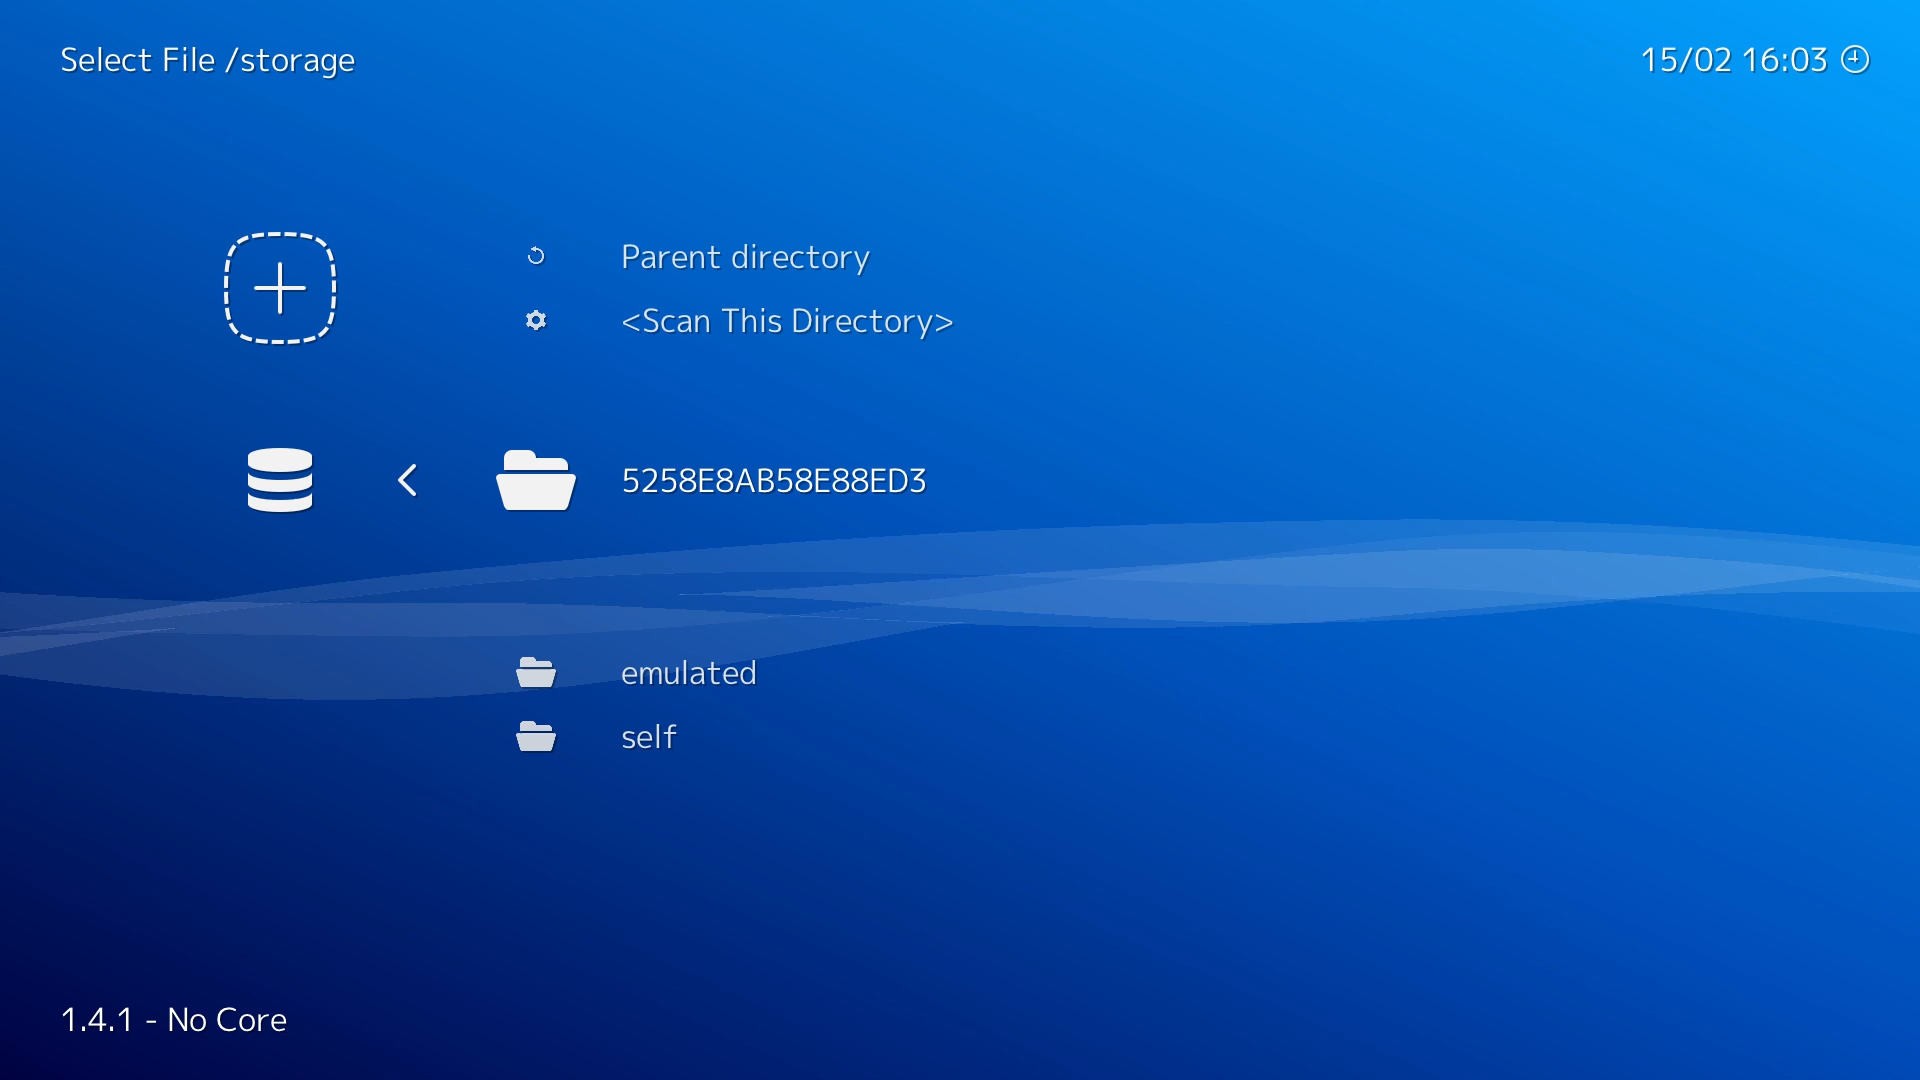 Select File /storage
15/02 16:03
Parent directory
<Scan This Directory>
5258E8AB58E88ED3
emulated
self
1.4.1 - No Core